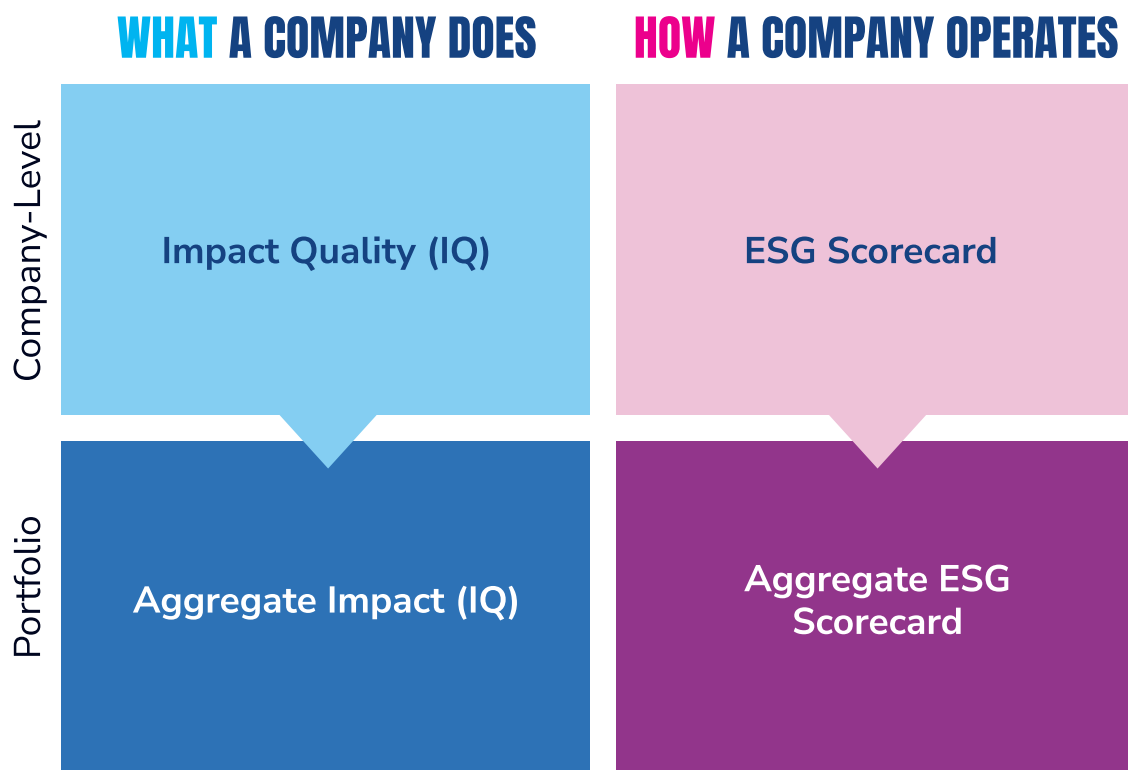 WHAT A COMPANY DOES
HOW A COMPANY OPERATES
Company-Level
Impact Quality (IQ)
ESG Scorecard
Portfolio
Aggregate Impact (IQ)
Aggregate ESG
Scorecard